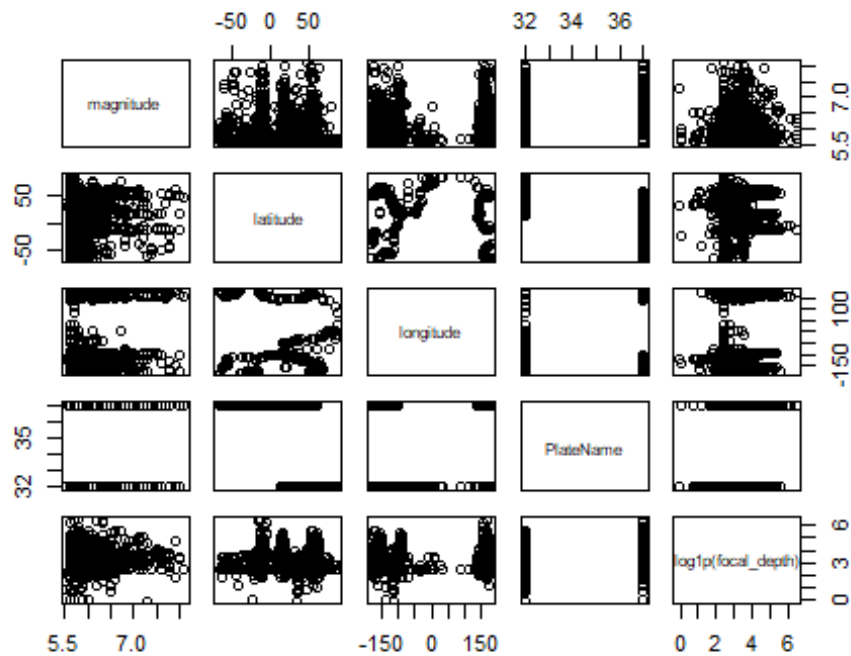 -50 0 50 32 34 36
magnitude
5.5 7.0
-50 50
latitude
longitude
-150 100
32 35
PlateName
log1p(focal_depth)
0 3 6
5.5 7.0 -150 0 150 0 2 4 6